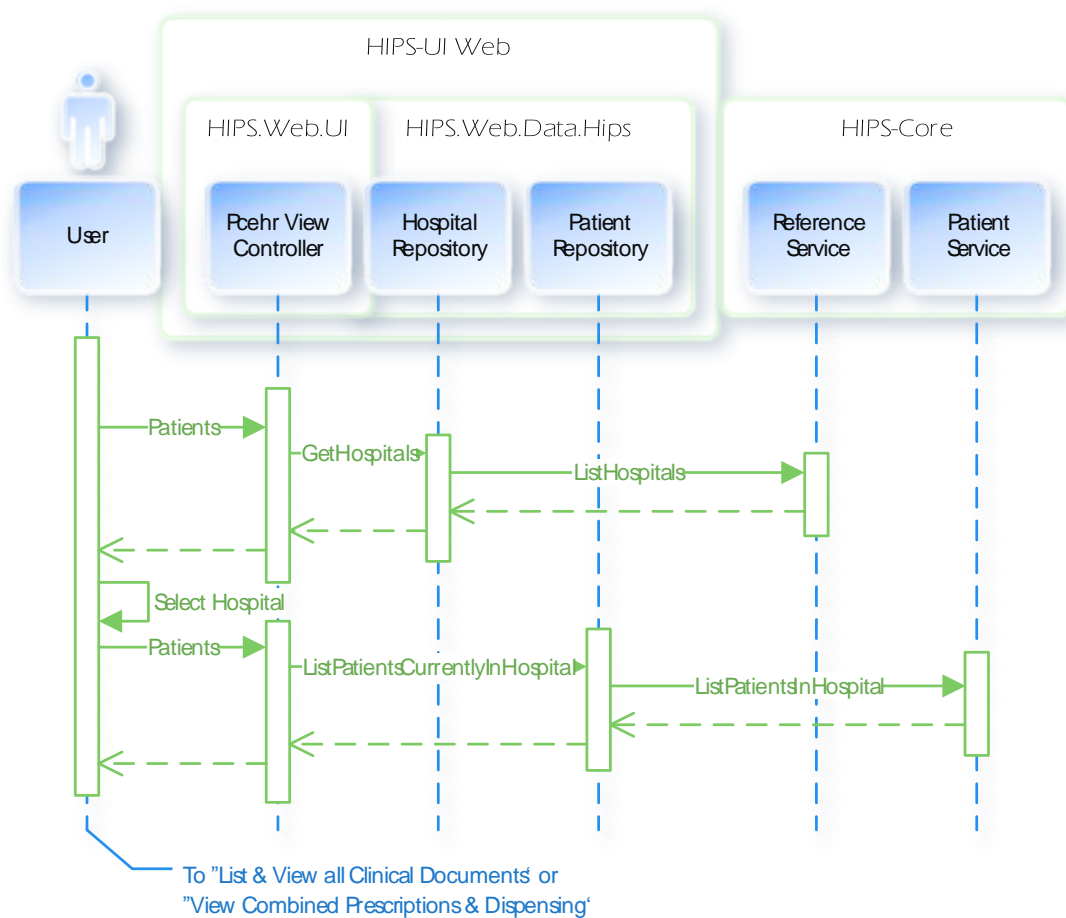 HIPS-UI Web
HIPS.Web.UI
HIPS.Web.Data.Hips
HIPS-Core
User
Pcehr View
Controller
Hospital
Repository
Patient
Repository
Reference
Service
Patient
Service
Patients
GetHospitals
ListHospitals
Select Hospital
Patients
ListPatientsCurrentlyInHospital
ListPatientsInHospital
To ”List & View all Clinical Documents‘ or
”View Combined Prescriptions & Dispensing‘